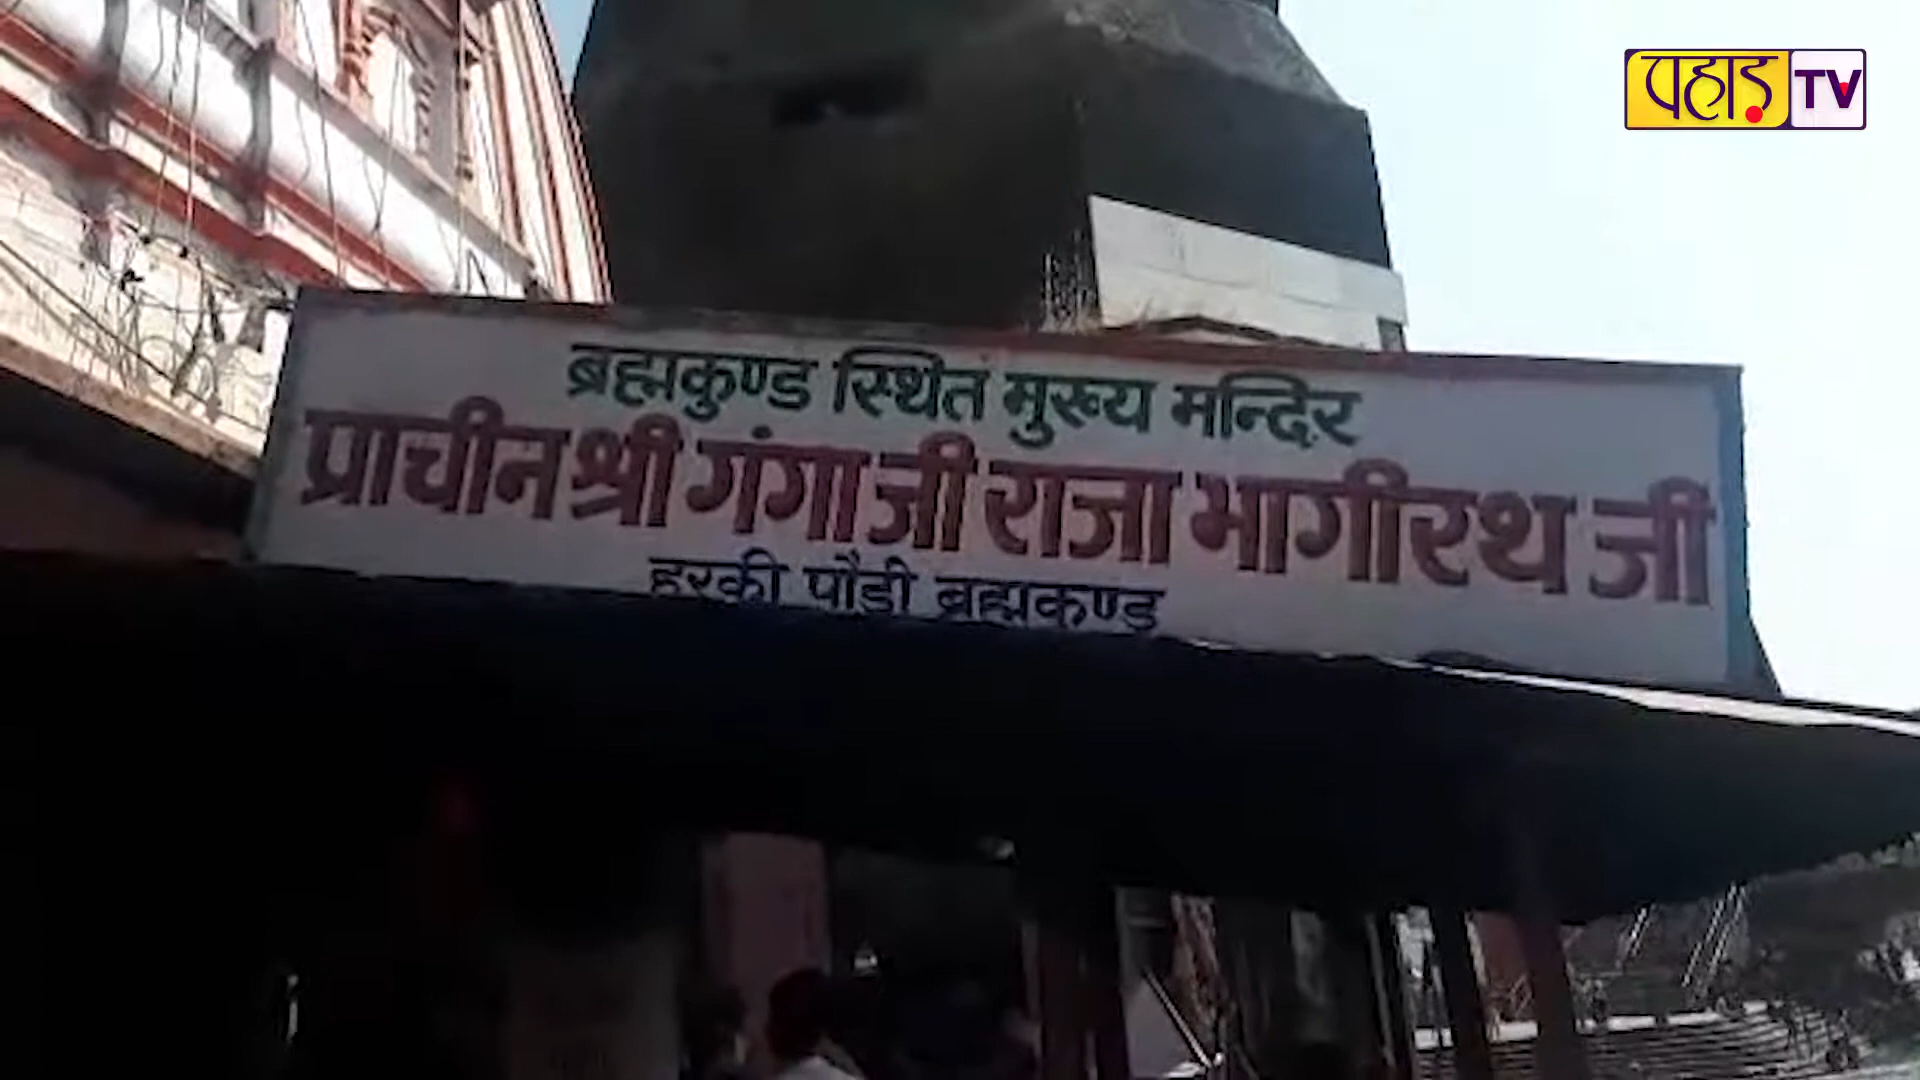 पहाड़ TV
ब्रह्मकुण्ड स्थित मुख्य मन्दिर
प्राचीन श्री गंगा जी राजा भागीरथ जी
हरकी पौडी ब्रह्मकुण्ड